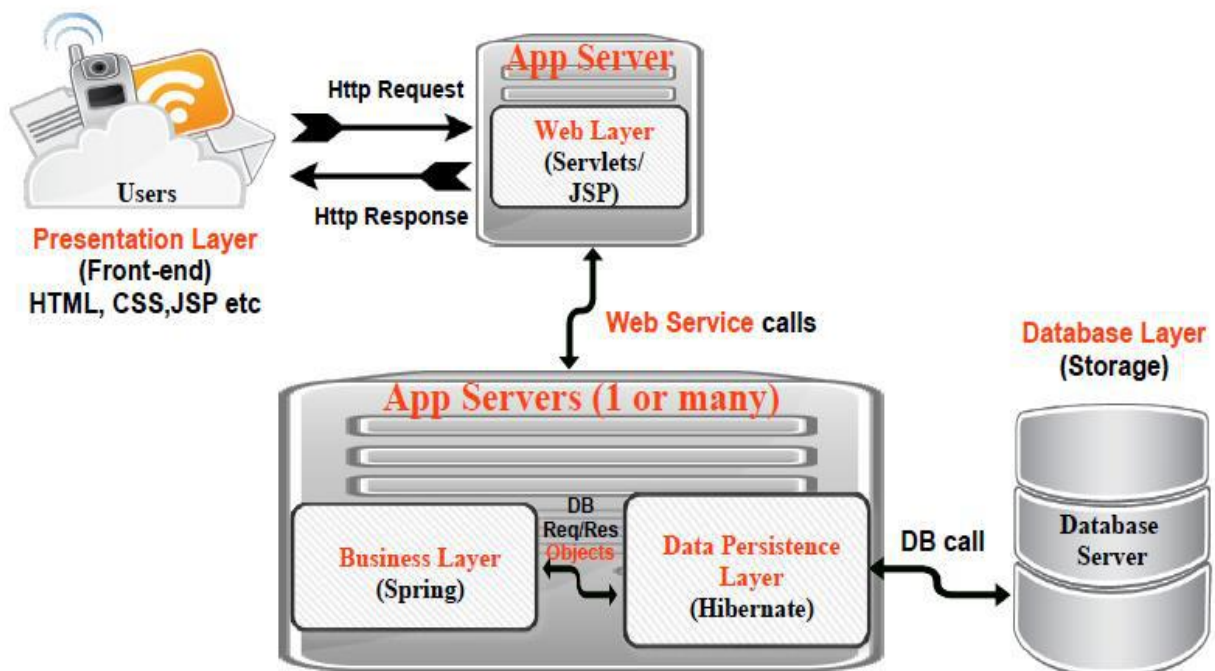 App Server
Http Request
Web Layer
(Servlets/
JSP)
Users
Http Response
Presentation Layer
(Front-end)
HTML, CSS,JSP etc
Web Service calls
Database Layer
(Storage)
App Servers (1 or many)
DB
Req/Res
Objects
Business Layer
(Spring)
Data Persistence
Layer
(Hibernate)
DB call
Database
Server